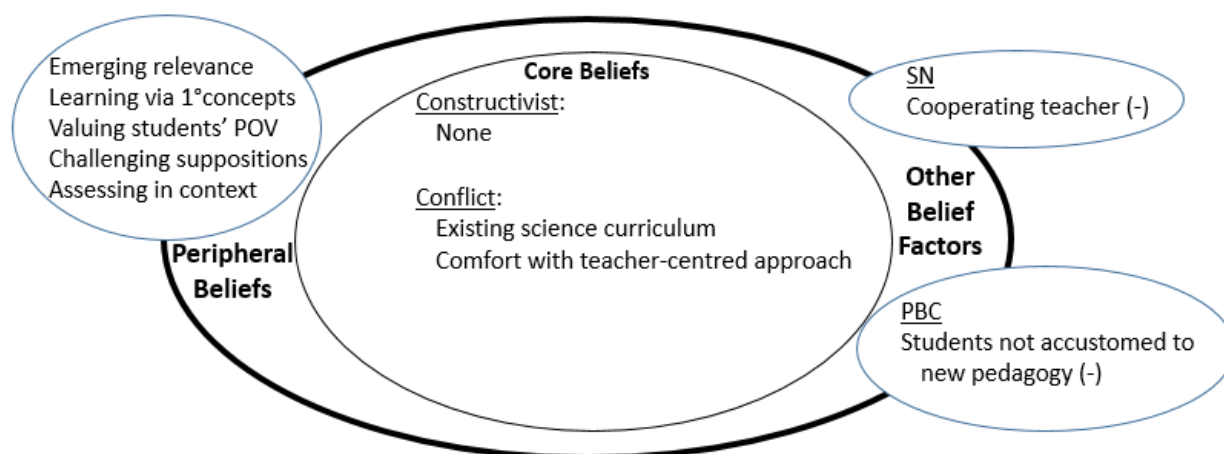 Emerging relevance
Learning via 1°concepts
Valuing students’ POV
Challenging suppositions
Assessing in context
Peripheral
Beliefs
Core Beliefs
Constructivist:
None
Conflict:
Existing science curriculum
Comfort with teacher-centred approach
SN
Cooperating teacher (-)
Other
Belief
Factors
PBC
Students not accustomed to
new pedagogy (-)